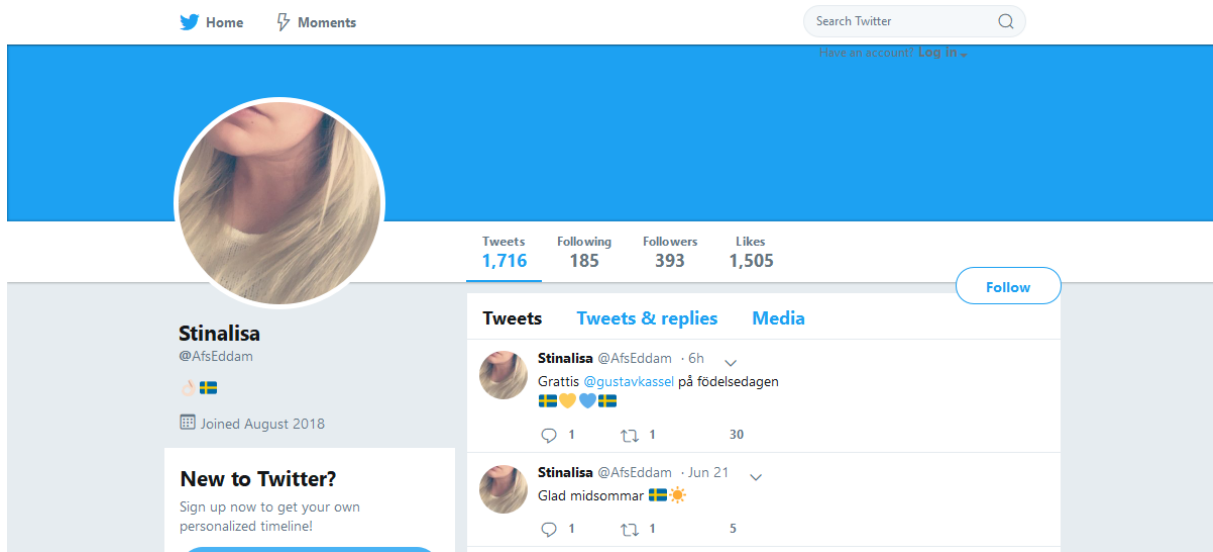 Home Moments Search Twitter
Have an account? Log in
Tweets Following Followers Likes
1,716 185 393 1,505
Follow
Stinalisa
@AfsEddam
👌🏻🇸🇪
Joined August 2018
New to Twitter?
Sign up now to get your own
personalized timeline!
Tweets Tweets & replies Media
Stinalisa @AfsEddam · 6h
Grattis @gustavkassel på födelsedagen
🇸🇪💛💙🇸🇪
1 1 30
Stinalisa @AfsEddam · Jun 21
Glad midsommar 🇸🇪☀️
1 1 5